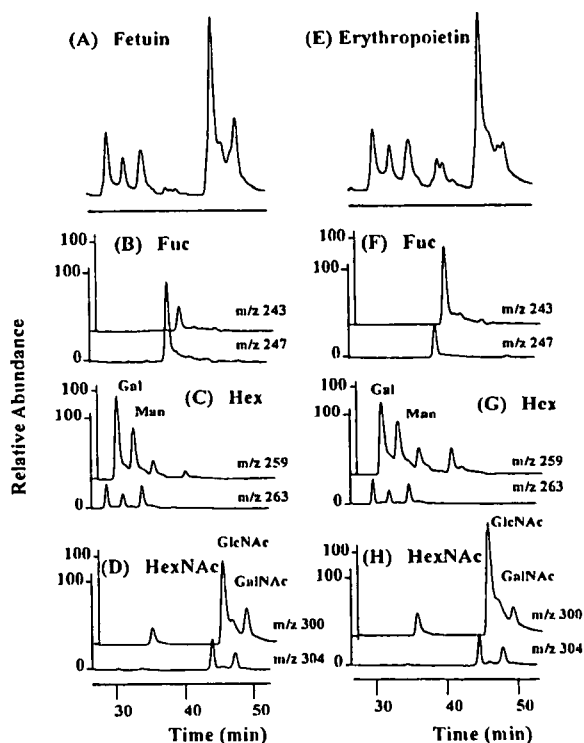 (A) Fetuin
(E) Erythropoietin
Relative Abundance
(B) Fuc
100
100
0
m/z 243
m/z 247
(F) Fuc
100
100
0
m/z 243
m/z 247
(C) Hex
Gal
Man
100
100
0
m/z 259
m/z 263
(G) Hex
Gal
Man
100
100
0
m/z 259
m/z 263
(D) HexNAc
GlcNAc
GalNAc
100
100
0
m/z 300
m/z 304
(H) HexNAc
GlcNAc
GalNAc
100
100
0
m/z 300
m/z 304
30 40 50
Time (min)
30 40 50
Time (min)